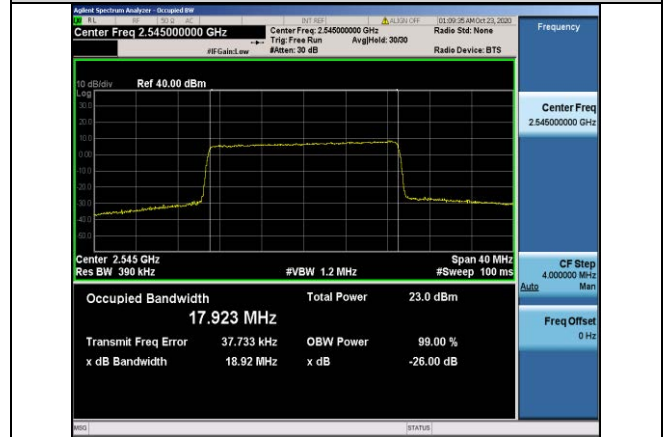 Agilent Spectrum Analyzer - Occupied BW
RL RF 50 Ω AC INT REF ALIGN OFF 01:09:35 AM Oct 23, 2020
Center Freq 2.545000000 GHz Center Freq: 2.545000000 GHz Radio Std: None Frequency
Trig: Free Run Avg|Hold: 30/30
#IFGain:Low #Atten: 30 dB Radio Device: BTS
10 dB/div Ref 40.00 dBm
Log
30.0
20.0
10.0
0.00
-10.0
-20.0
-30.0
-40.0
-50.0
Center Freq
2.545000000 GHz
Center 2.545 GHz Span 40 MHz
Res BW 390 kHz #VBW 1.2 MHz #Sweep 100 ms
CF Step
4.000000 MHz
Auto Man
Occupied Bandwidth Total Power 23.0 dBm
17.923 MHz
Freq Offset
0 Hz
Transmit Freq Error 37.733 kHz OBW Power 99.00 %
x dB Bandwidth 18.92 MHz x dB -26.00 dB
MSG STATUS